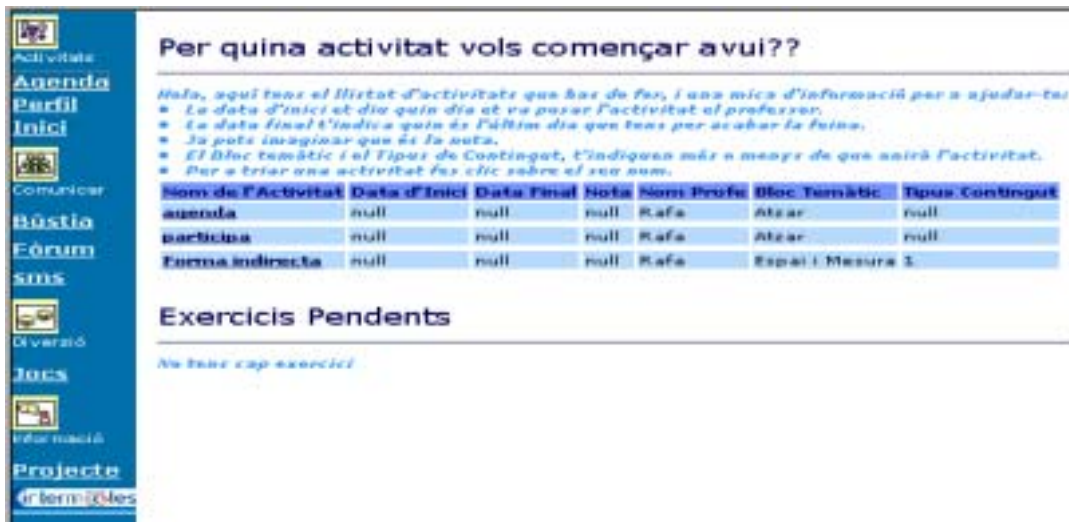 Activitats
Agenda
Perfil
Inici
Comunicar
Bústia
Fòrum
sms
Diversió
Jocs
Informació
Projecte
Per quina activitat vols començar avui??
Hola, aquí tens el llistat d'activitats que has de fer, i una mica d'informació per a ajudar-te:
• La data d'inici et diu quin dia et va posar l'activitat el professor.
• La data final t'indica quin és l'últim dia que tens per acabar la feina.
• Ja pots imaginar que és la nota.
• El Bloc temàtic i el Tipus de Contingut, t'indiquen més o menys de que anirà l'activitat.
• Per a triar una activitat fes clic sobre el seu nom.
Nom de l'Activitat Data d'Inici Data Final Nota Nom Profe Bloc Temàtic Tipus Contingut
agenda null null null Rafa Atzar null
participa null null null Rafa Atzar null
Forma indirecta null null null Rafa Espai i Mesura 1
Exercicis Pendents
No tens cap exercici